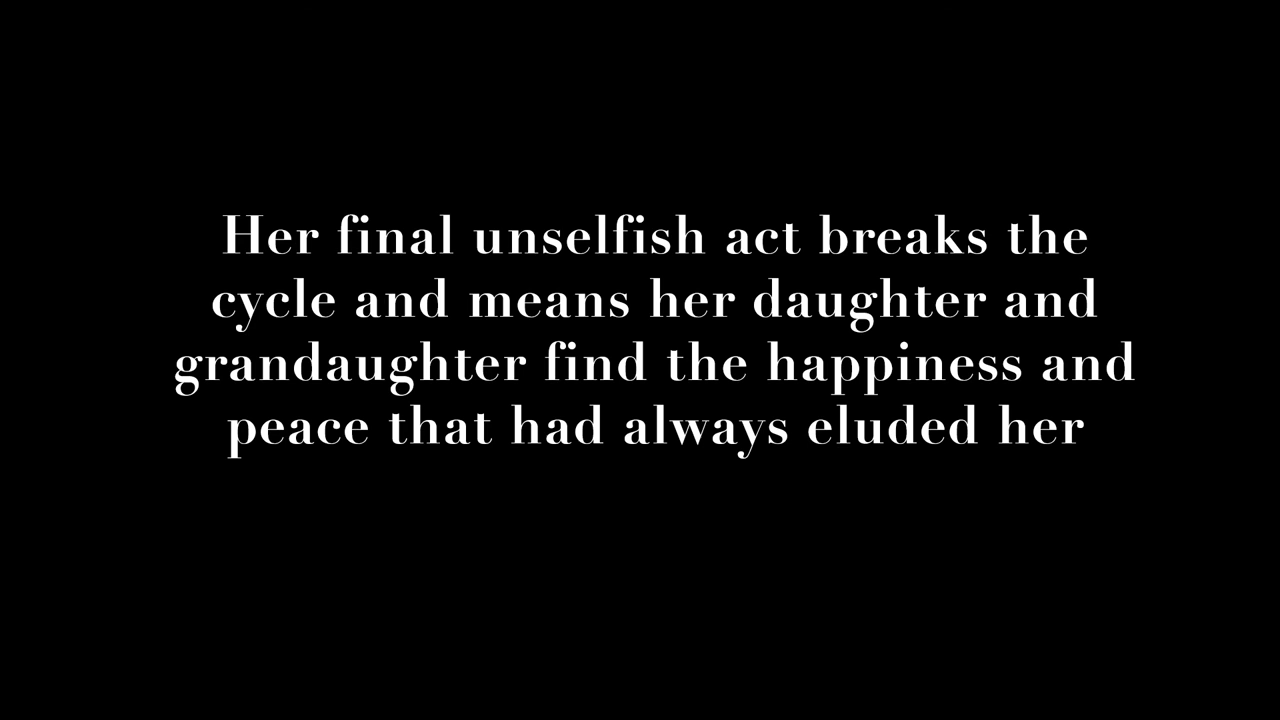 Her final unselfish act breaks the
cycle and means her daughter and
grandaughter find the happiness and
peace that had always eluded her